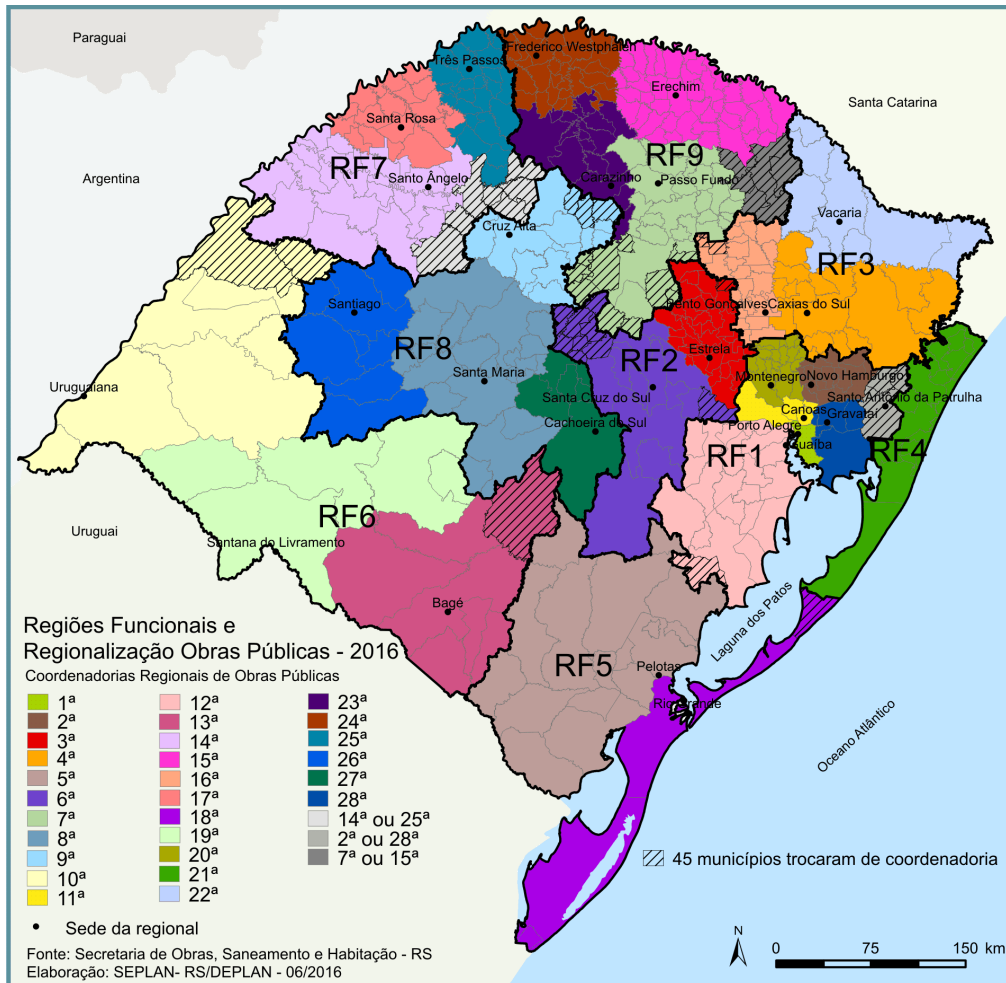 Paraguai
Frederico Westphalen
Três Passos
Erechim
Santa Catarina
Santa Rosa
RF9
RF7
Argentina
Santo Ângelo
Carazinho
Passo Fundo
Vacaria
Cruz Alta
RF3
Santiago
Bento Gonçalves
Caxias do Sul
RF8
Estrela
RF2
Santa Maria
Uruguaiana
Montenegro
Novo Hamburgo
Santa Cruz do Sul
Santo Antônio da Patrulha
Canoas
Gravataí
Cachoeira do Sul
Porto Alegre
Guaíba
RF1
RF4
RF6
Uruguai
Santana do Livramento
Bagé
Laguna dos Patos
RF5
Pelotas
Rio Grande
Oceano Atlântico
Regiões Funcionais e
Regionalização Obras Públicas - 2016
Coordenadorias Regionais de Obras Públicas
1ª
2ª
3ª
4ª
5ª
6ª
7ª
8ª
9ª
10ª
11ª
12ª
13ª
14ª
15ª
16ª
17ª
18ª
19ª
20ª
21ª
22ª
23ª
24ª
25ª
26ª
27ª
28ª
14ª ou 25ª
2ª ou 28ª
7ª ou 15ª
45 municípios trocaram de coordenadoria
Sede da regional
Fonte: Secretaria de Obras, Saneamento e Habitação - RS
Elaboração: SEPLAN- RS/DEPLAN - 06/2016
N
0 75 150 km